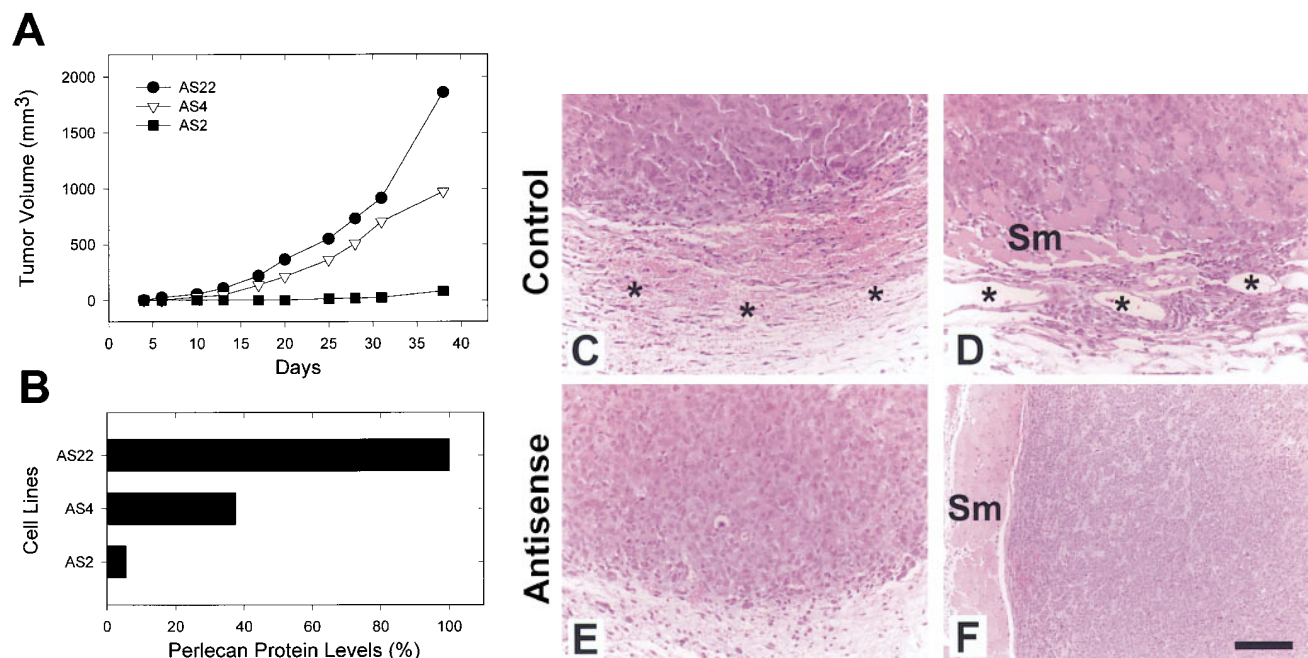 A
Tumor Volume (mm3)
2000
1500
1000
500
0
AS22
AS4
AS2
0 5 10 15 20 25 30 35 40
Days
B
Cell Lines
AS22
AS4
AS2
0 20 40 60 80 100
Perlecan Protein Levels (%)
Control
* * *
C
Sm
* * *
D
Antisense
E
Sm
F